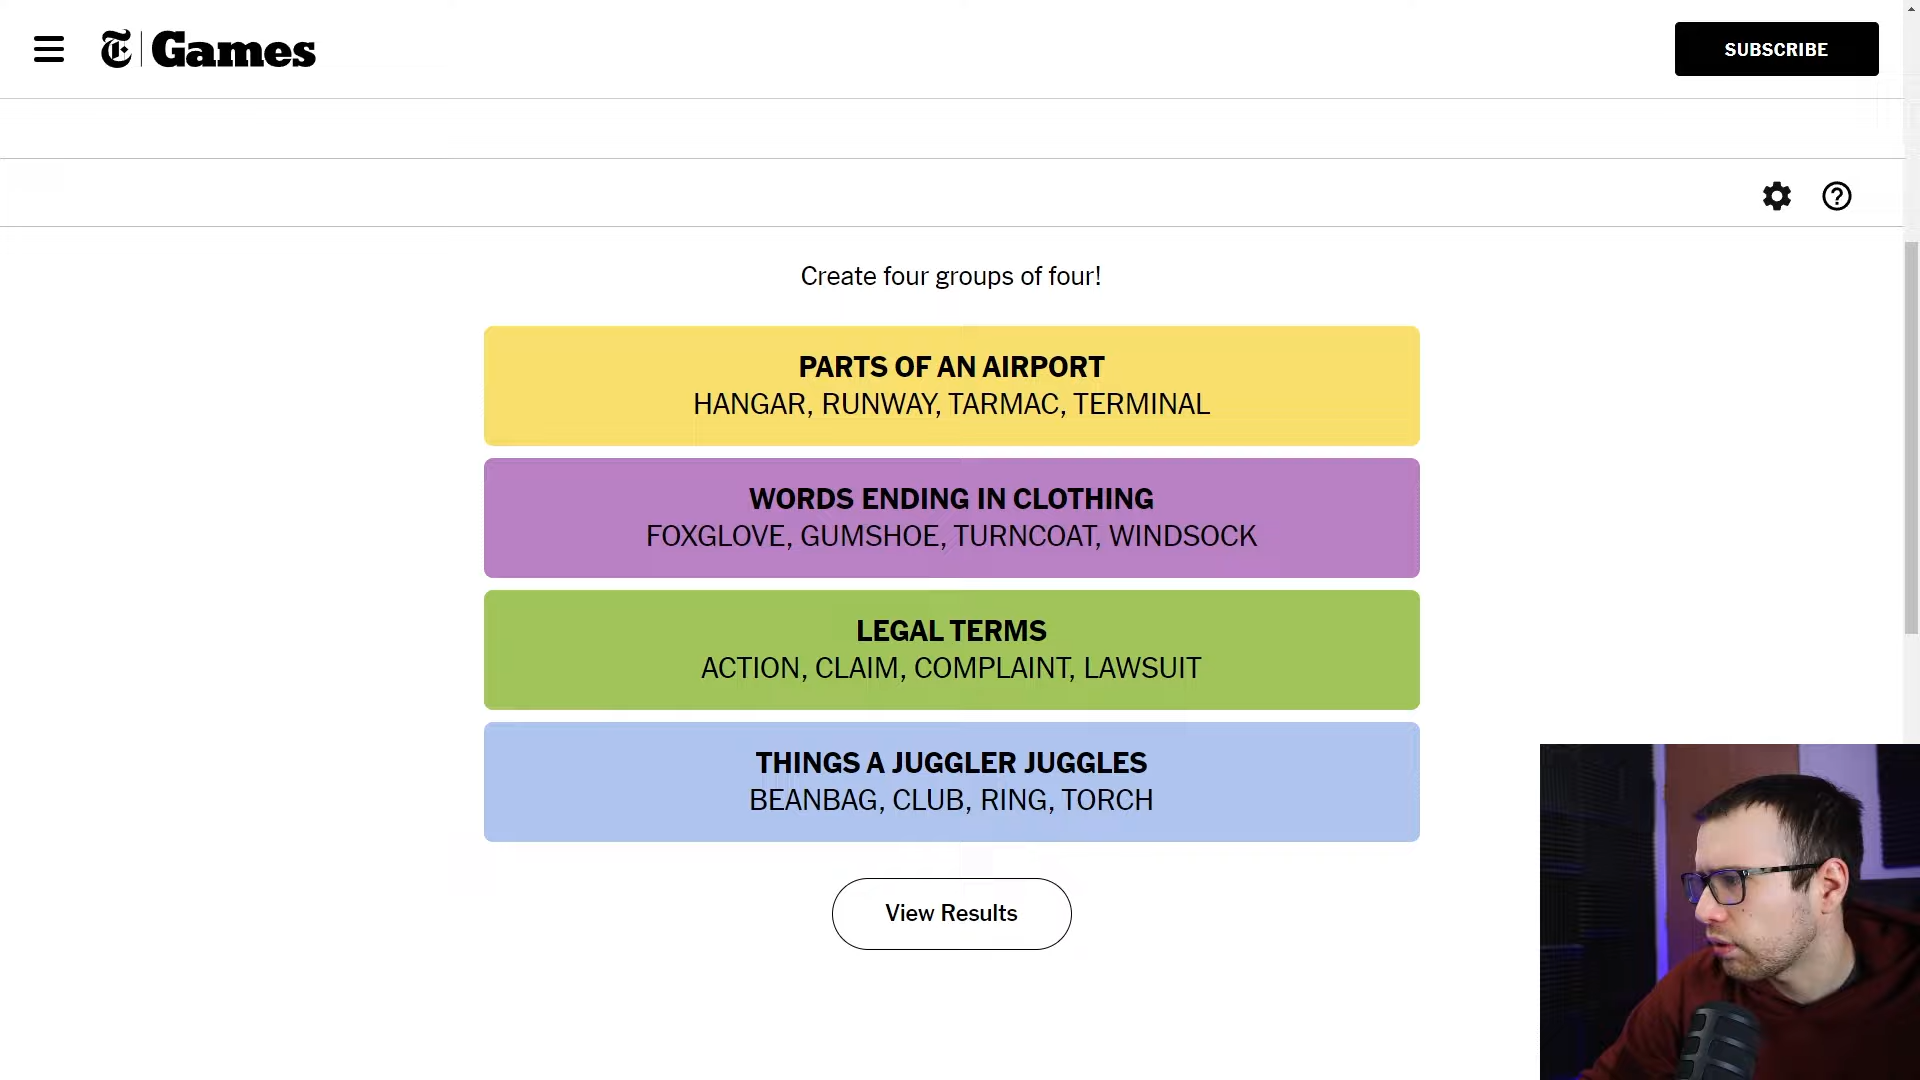 T Games
SUBSCRIBE
Create four groups of four!
PARTS OF AN AIRPORT
HANGAR, RUNWAY, TARMAC, TERMINAL
WORDS ENDING IN CLOTHING
FOXGLOVE, GUMSHOE, TURNCOAT, WINDSOCK
LEGAL TERMS
ACTION, CLAIM, COMPLAINT, LAWSUIT
THINGS A JUGGLER JUGGLES
BEANBAG, CLUB, RING, TORCH
View Results